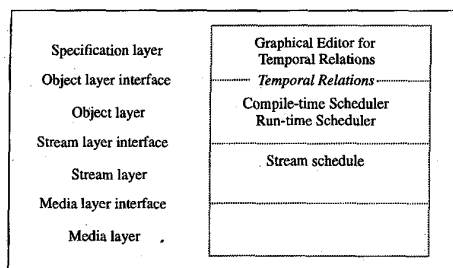 Specification layer
Graphical Editor for
Temporal Relations
Object layer interface
Temporal Relations
Object layer
Compile-time Scheduler
Run-time Scheduler
Stream layer interface
Stream layer
Stream schedule
Media layer interface
Media layer